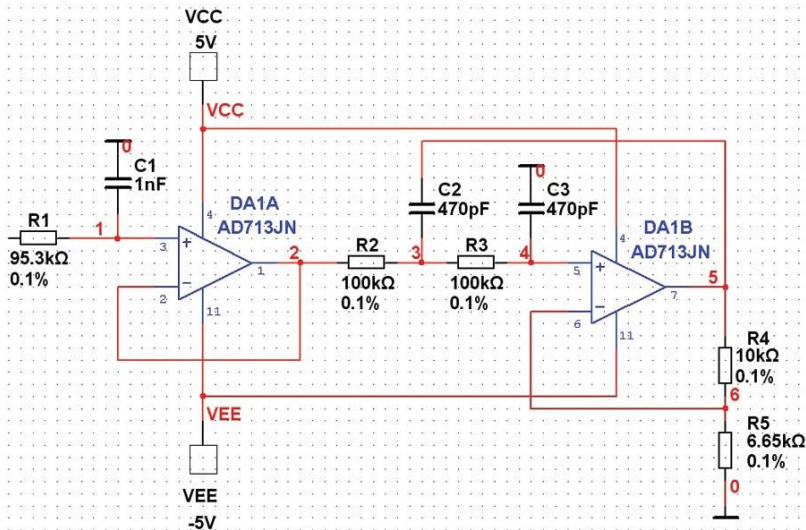 VCC
5V
VCC
0
C1
1nF
R1
95.3kΩ
0.1%
1
3
2
4
11
1
DA1A
AD713JN
2
R2
100kΩ
0.1%
3
C2
470pF
R3
100kΩ
0.1%
0
C3
470pF
4
5
6
4
11
7
DA1B
AD713JN
5
R4
10kΩ
0.1%
6
R5
6.65kΩ
0.1%
0
VEE
VEE
-5V